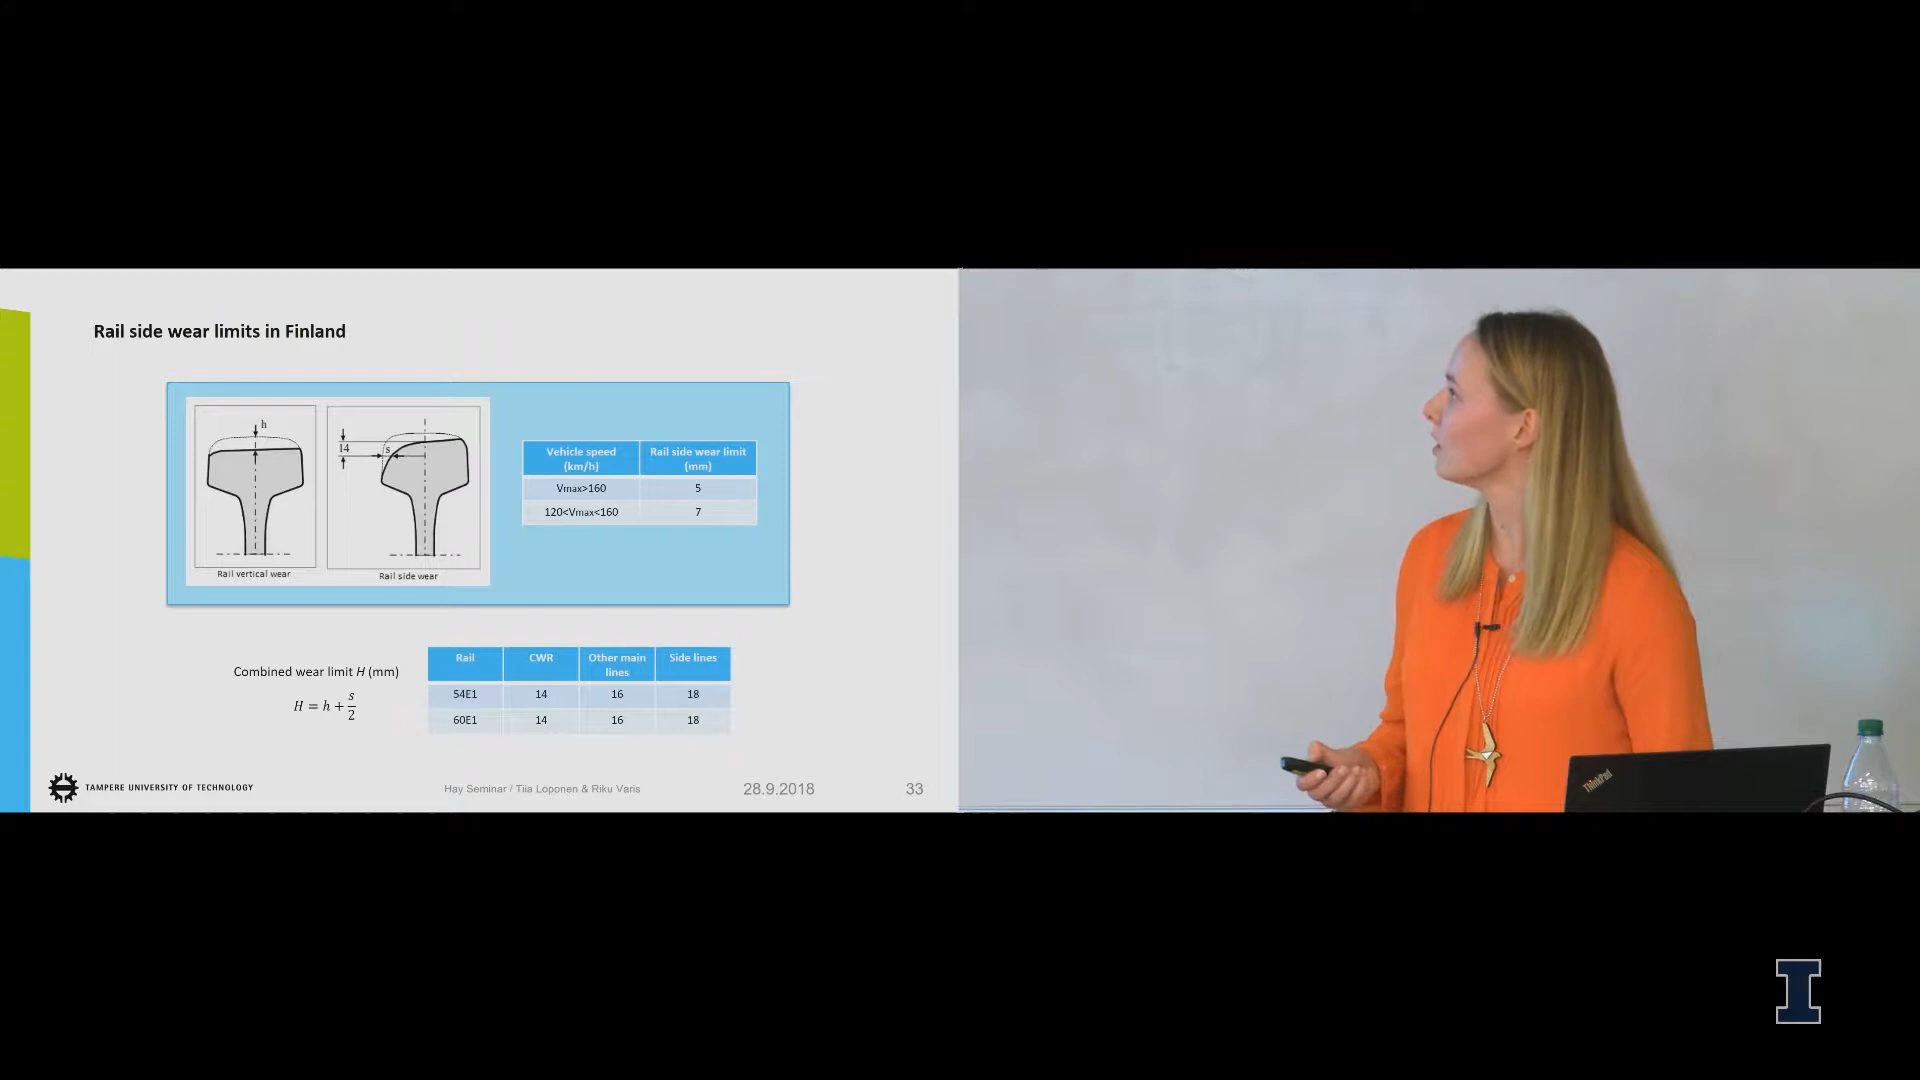 Rail side wear limits in Finland
h
14
s
Rail vertical wear
Rail side wear
Vehicle speed (km/h) Rail side wear limit (mm)
Vmax>160 5
120<Vmax<160 7
Combined wear limit H (mm)
H = h + s/2
Rail CWR Other main lines Side lines
54E1 14 16 18
60E1 14 16 18
TAMPERE UNIVERSITY OF TECHNOLOGY
Hay Seminar / Tiia Loponen & Riku Varis
28.9.2018
33
ThinkPad
I